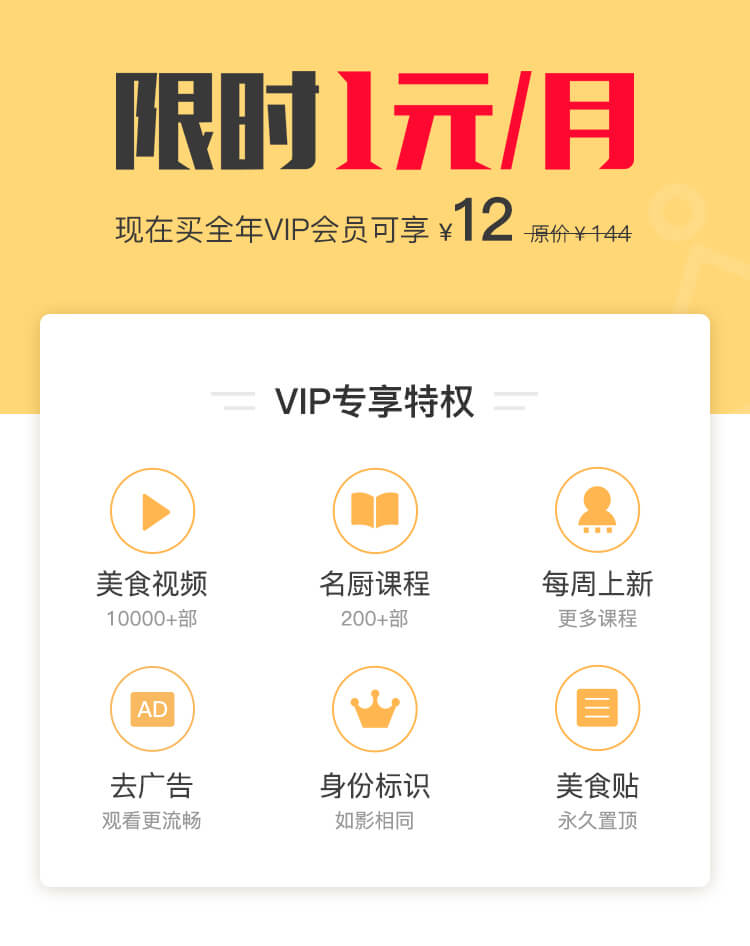 限时1元/月
现在买全年VIP会员可享 ¥12 原价¥144
VIP专享特权
美食视频 名厨课程 每周上新
10000+部 200+部 更多课程
AD
去广告 身份标识 美食贴
观看更流畅 如影相同 永久置顶